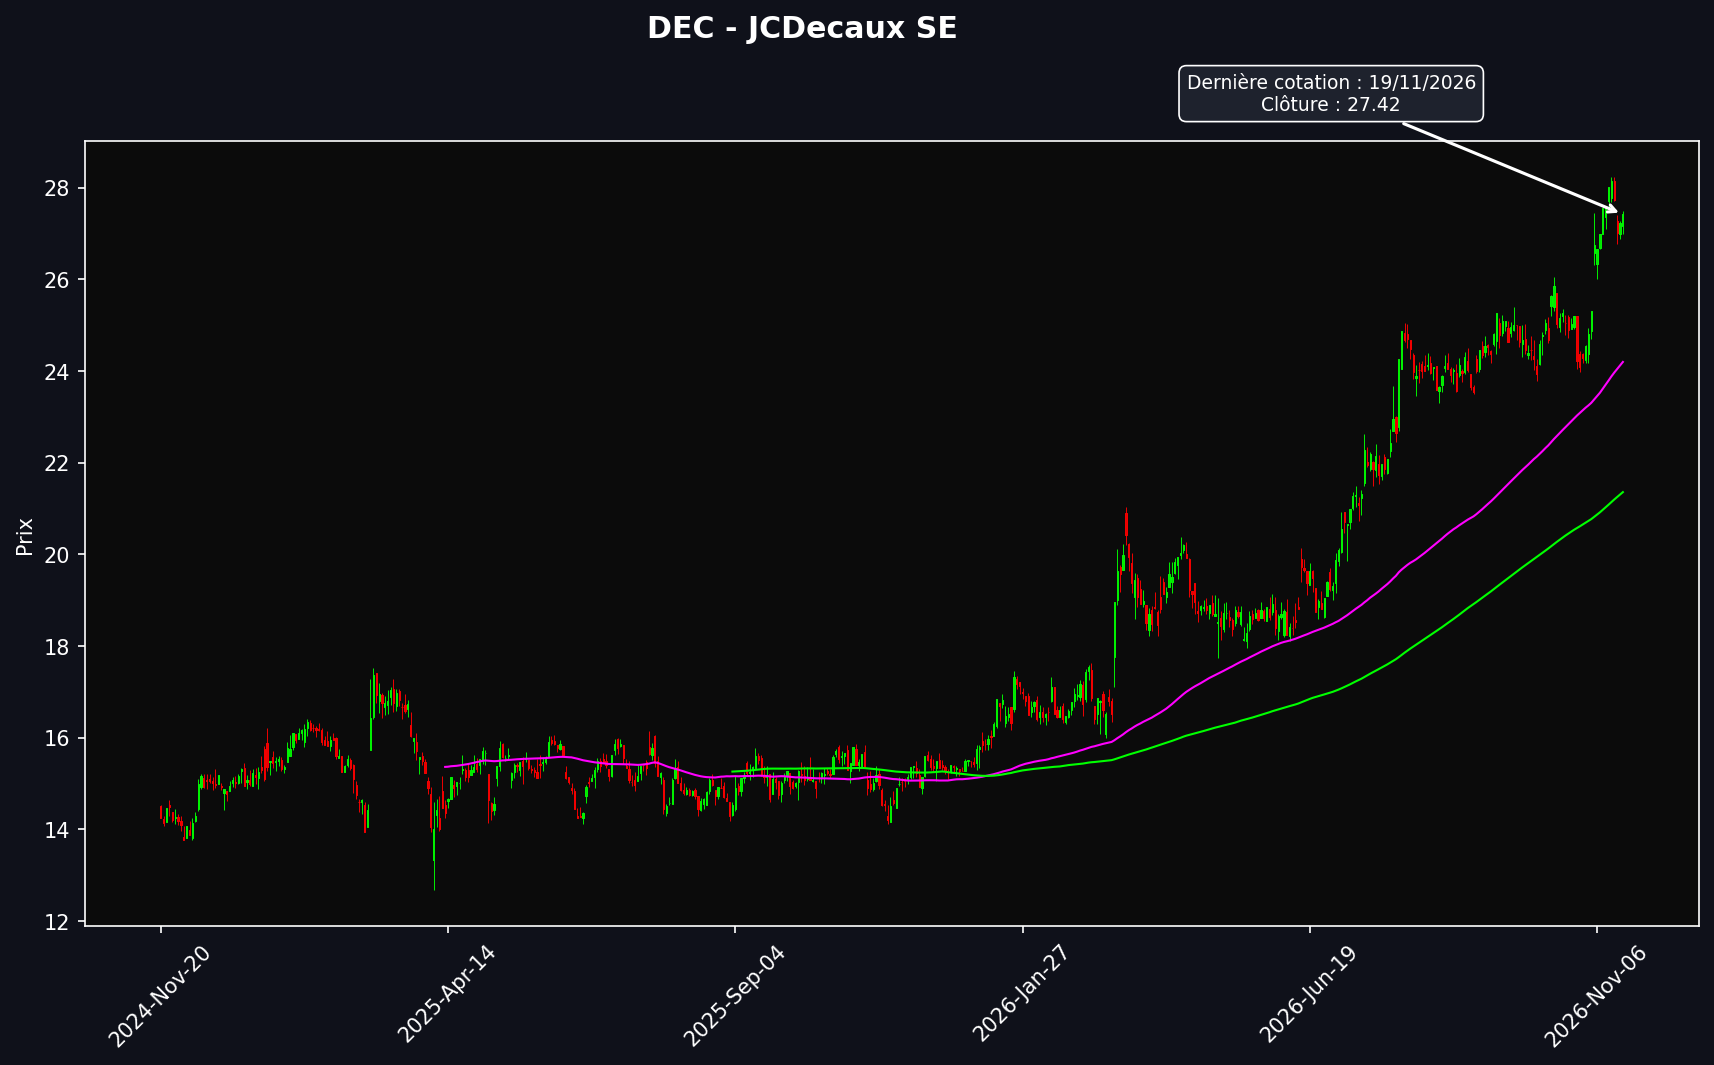 DEC - JCDecaux SE
Dernière cotation : 19/11/2026
Clôture : 27.42
Prix
28
26
24
22
20
18
16
14
12
2024-Nov-20
2025-Apr-14
2025-Sep-04
2026-Jan-27
2026-Jun-19
2026-Nov-06